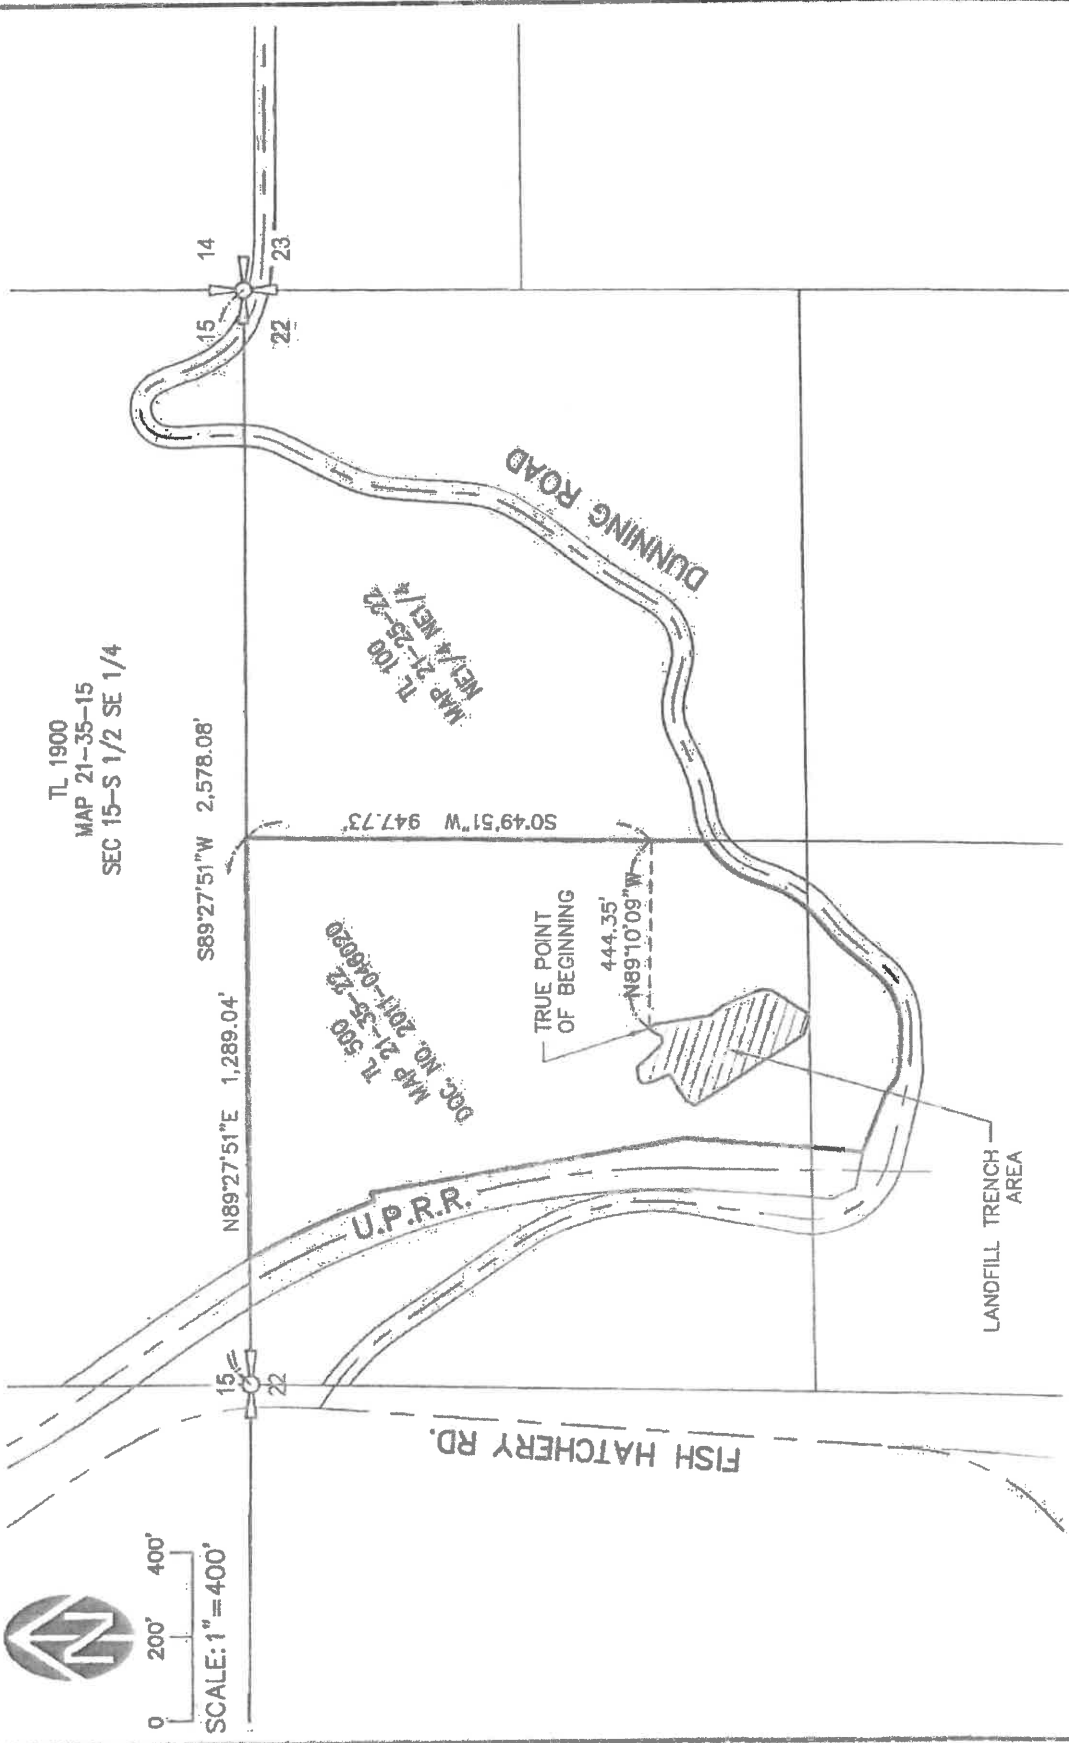 TL 1900
MAP 21-35-15
SEC 15-S 1/2 SE 1/4
S89°27'51"W 2,578.08'
N89°27'51"E 1,289.04'
15
22
15
14
22
23
U.P.R.R.
TL 500
MAP 21-35-22
DOC. NO. 2011-046020
TL 100
MAP 21-25-22
NE1/4 NE1/4
S0°49'51"W 947.73'
TRUE POINT
OF BEGINNING
444.35'
N89°10'09"W
DUNNING ROAD
FISH HATCHERY RD.
LANDFILL TRENCH
AREA
N
0 200' 400'
SCALE: 1"=400'